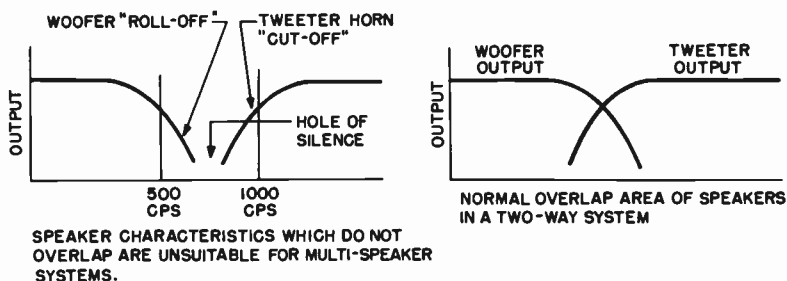 WOOFER "ROLL-OFF"
TWEETER HORN
"CUT-OFF"
OUTPUT
HOLE OF
SILENCE
500
CPS
1000
CPS
SPEAKER CHARACTERISTICS WHICH DO NOT
OVERLAP ARE UNSUITABLE FOR MULTI-SPEAKER
SYSTEMS.
WOOFER
OUTPUT
TWEETER
OUTPUT
OUTPUT
NORMAL OVERLAP AREA OF SPEAKERS
IN A TWO-WAY SYSTEM